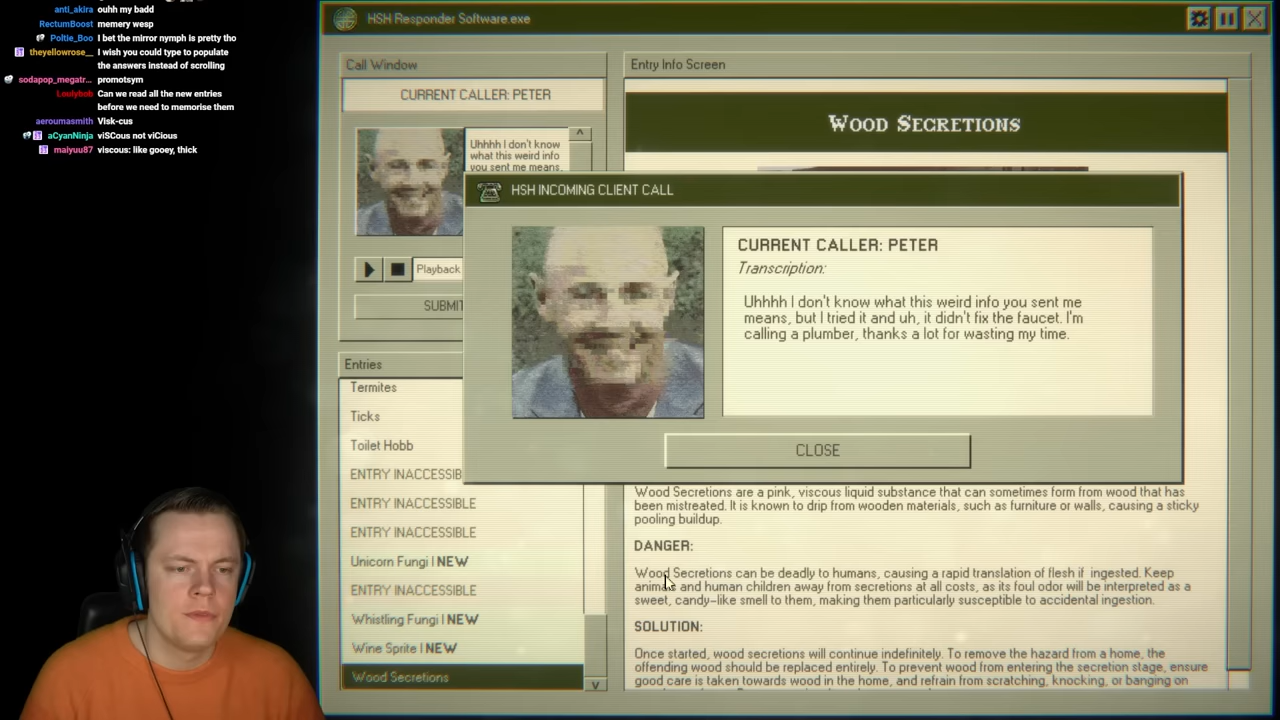 anti_akira ouhh my badd
RectumBoost memery wesp
Poltie_Boo I bet the mirror nymph is pretty tho
theyellowrose__ I wish you could type to populate
the answers instead of scrolling
sodapop_megatr... promotsym
Loulybob Can we read all the new entries
before we need to memorise them
aeroumasmith Visk-cus
aCyanNinja viSCous not viCious
maiyuu87 viscous: like gooey, thick
HSH Responder Software.exe
Call Window
CURRENT CALLER: PETER
Uhhhh I don't know
what this weird info
you sent me means,
Playback
SUBMIT
Entries
Termites
Ticks
Toilet Hobb
ENTRY INACCESSIB
ENTRY INACCESSIBLE
ENTRY INACCESSIBLE
Unicorn Fungi | NEW
ENTRY INACCESSIBLE
Whistling Fungi | NEW
Wine Sprite | NEW
Wood Secretions
HSH INCOMING CLIENT CALL
CURRENT CALLER: PETER
Transcription:
Uhhhh I don't know what this weird info you sent me
means, but I tried it and uh, it didn't fix the faucet. I'm
calling a plumber, thanks a lot for wasting my time.
CLOSE
Entry Info Screen
Wood Secretions
Wood Secretions are a pink, viscous liquid substance that can sometimes form from wood that has
been mistreated. It is known to drip from wooden materials, such as furniture or walls, causing a sticky
pooling buildup.
DANGER:
Wood Secretions can be deadly to humans, causing a rapid translation of flesh if ingested. Keep
animals and human children away from secretions at all costs, as its foul odor will be interpreted as a
sweet, candy-like smell to them, making them particularly susceptible to accidental ingestion.
SOLUTION:
Once started, wood secretions will continue indefinitely. To remove the hazard from a home, the
offending wood should be replaced entirely. To prevent wood from entering the secretion stage, ensure
good care is taken towards wood in the home, and refrain from scratching, knocking, or banging on